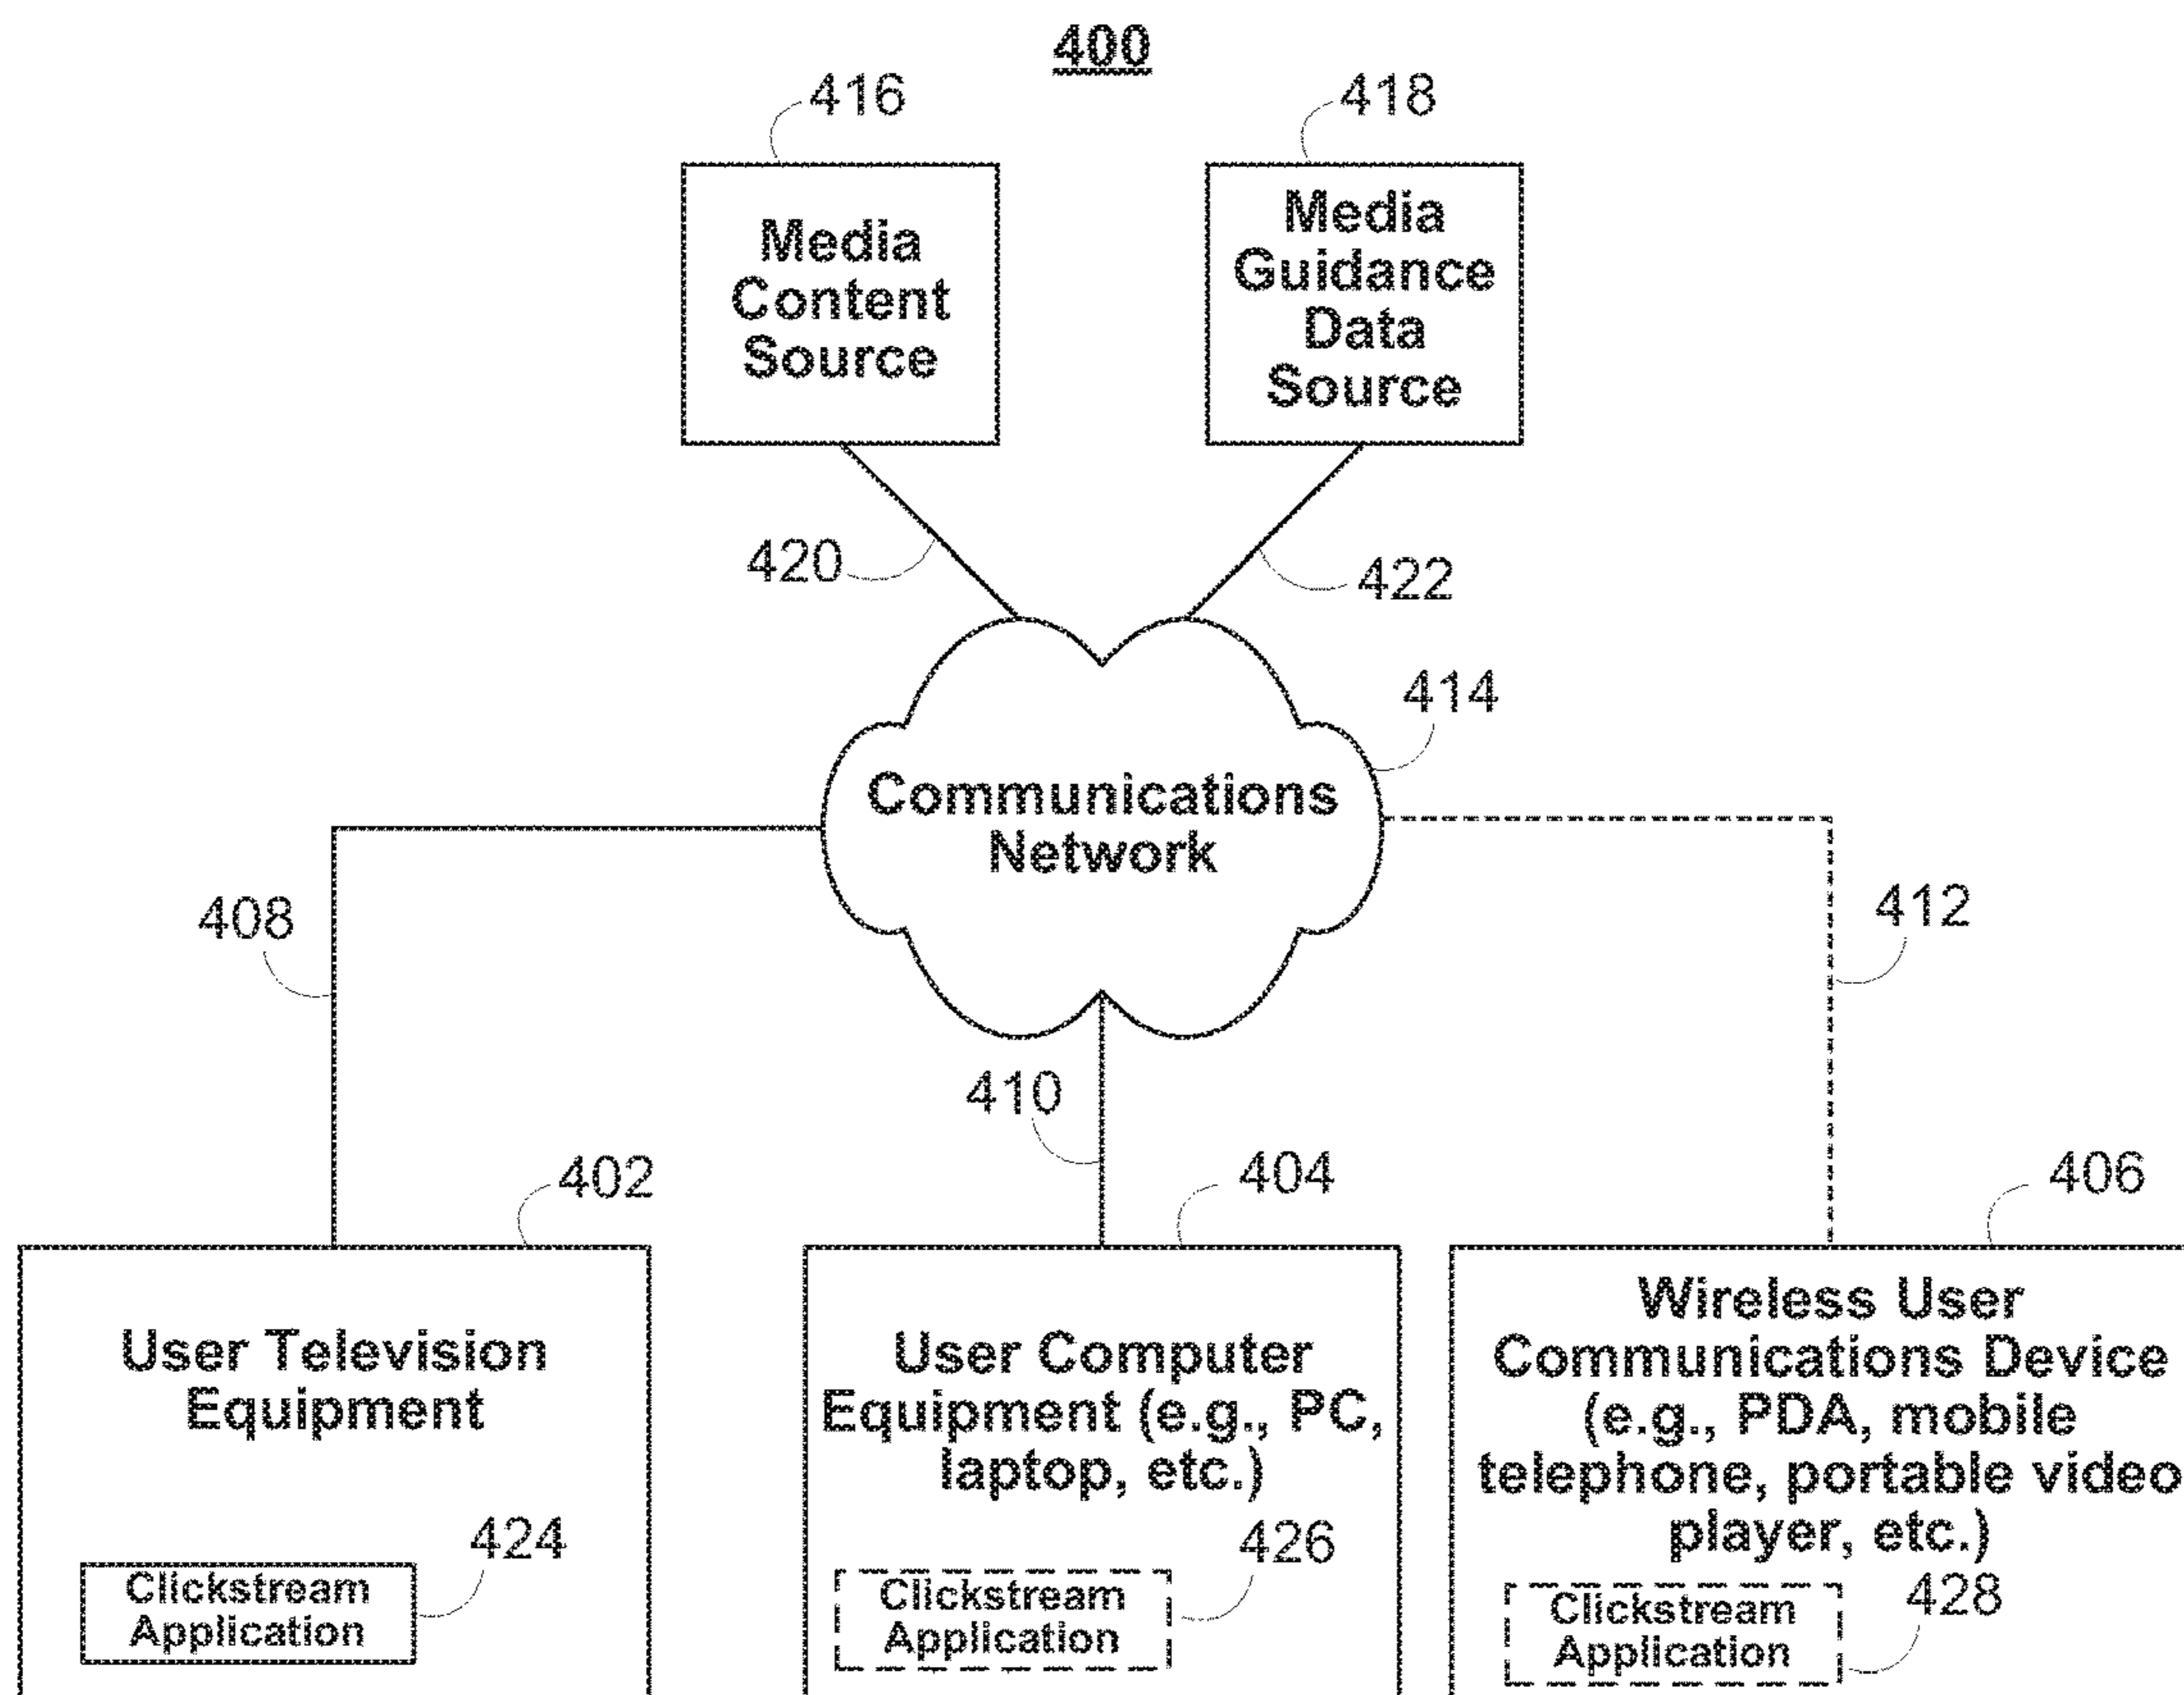 400
416
418
Media
Content
Source
Media
Guidance
Data
Source
420
422
414
Communications
Network
408
412
410
402
404
406
User Television
Equipment
User Computer
Equipment (e.g., PC,
laptop, etc.)
Wireless User
Communications Device
(e.g., PDA, mobile
telephone, portable video
player, etc.)
424
Clickstream
Application
426
Clickstream
Application
428
Clickstream
Application